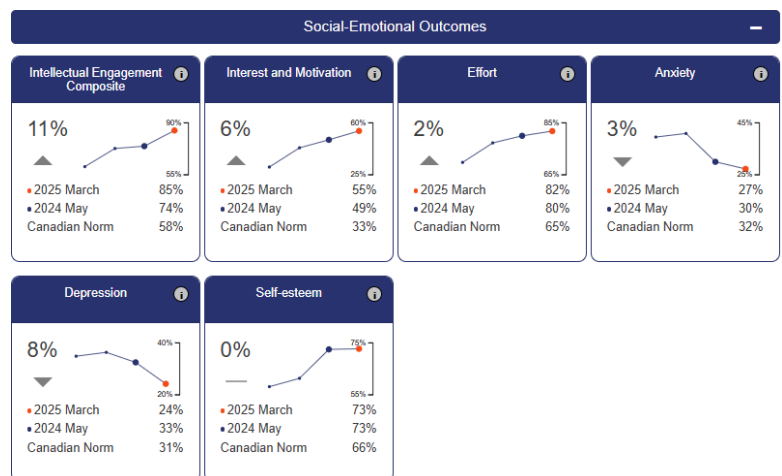 Social-Emotional Outcomes
Intellectual Engagement
Composite
11%
90%
55%
2025 March 85%
2024 May 74%
Canadian Norm 58%
Interest and Motivation
6%
60%
25%
2025 March 55%
2024 May 49%
Canadian Norm 33%
Effort
2%
85%
65%
2025 March 82%
2024 May 80%
Canadian Norm 65%
Anxiety
3%
45%
25%
2025 March 27%
2024 May 30%
Canadian Norm 32%
Depression
8%
40%
20%
2025 March 24%
2024 May 33%
Canadian Norm 31%
Self-esteem
0%
75%
55%
2025 March 73%
2024 May 73%
Canadian Norm 66%